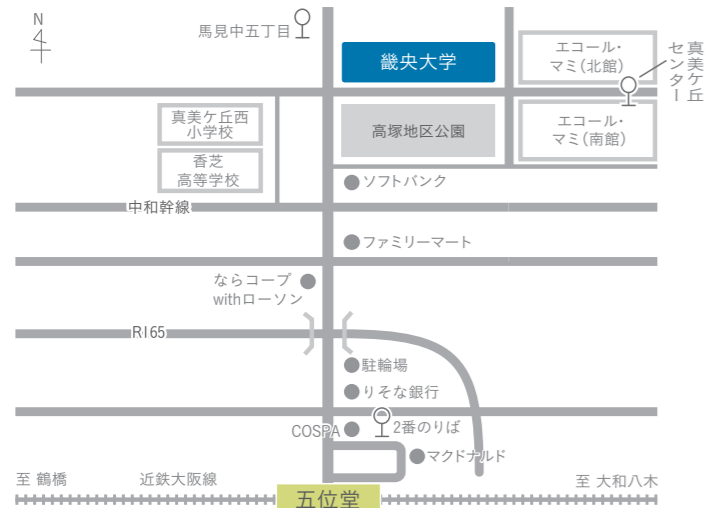 N
馬見中五丁目
畿央大学
エコール・
マミ(北館)
真美ケ丘
センター
真美ケ丘西
小学校
高塚地区公園
エコール・
マミ(南館)
香芝
高等学校
ソフトバンク
中和幹線
ファミリーマート
ならコープ
withローソン
R165
駐輪場
りそな銀行
COSPA
2番のりば
マクドナルド
至 鶴橋
近鉄大阪線
至 大和八木
五位堂